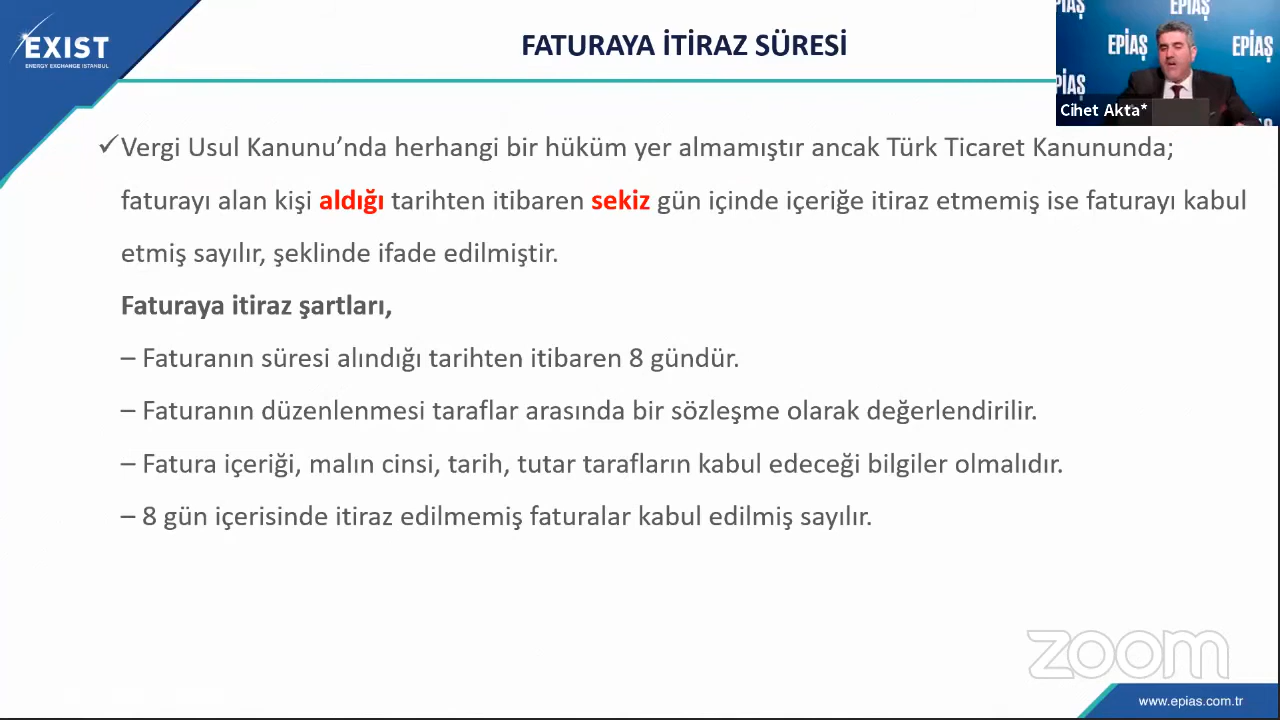 EXIST
ENERGY EXCHANGE ISTANBUL
FATURAYA İTİRAZ SÜRESİ
PİAŞ
EPİAŞ
EPİAŞ
EPİAŞ
PİAŞ
Cihet Akta*
✓Vergi Usul Kanunu’nda herhangi bir hüküm yer almamıştır ancak Türk Ticaret Kanununda;
faturayı alan kişi aldığı tarihten itibaren sekiz gün içinde içeriğe itiraz etmemiş ise faturayı kabul
etmiş sayılır, şeklinde ifade edilmiştir.
Faturaya itiraz şartları,
– Faturanın süresi alındığı tarihten itibaren 8 gündür.
– Faturanın düzenlenmesi taraflar arasında bir sözleşme olarak değerlendirilir.
– Fatura içeriği, malın cinsi, tarih, tutar tarafların kabul edeceği bilgiler olmalıdır.
– 8 gün içerisinde itiraz edilmemiş faturalar kabul edilmiş sayılır.
zoom
www.epias.com.tr